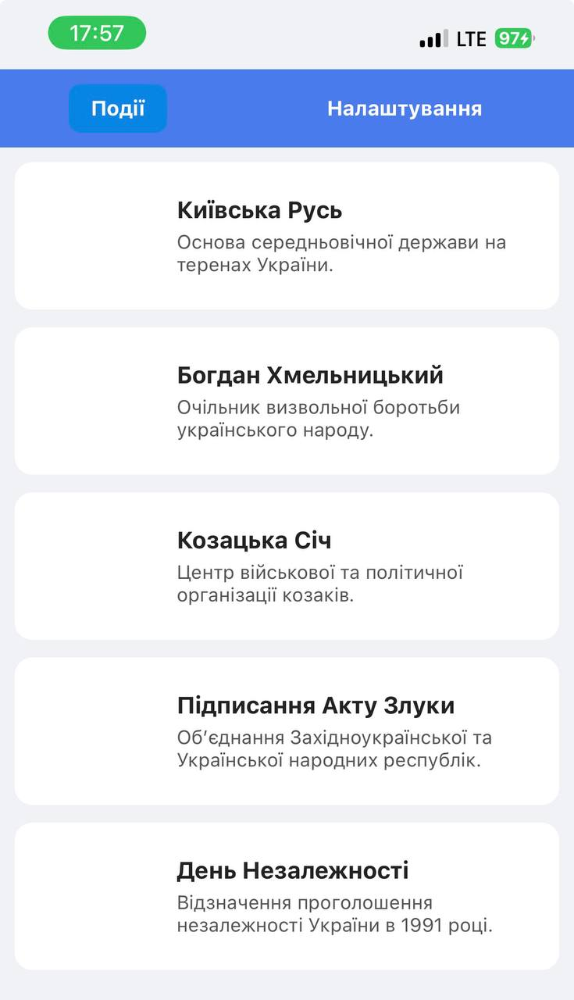 17:57
LTE 97
Події
Налаштування
Київська Русь
Основа середньовічної держави на
теренах України.
Богдан Хмельницький
Очільник визвольної боротьби
українського народу.
Козацька Січ
Центр військової та політичної
організації козаків.
Підписання Акту Злуки
Об’єднання Західноукраїнської та
Української народних республік.
День Незалежності
Відзначення проголошення
незалежності України в 1991 році.